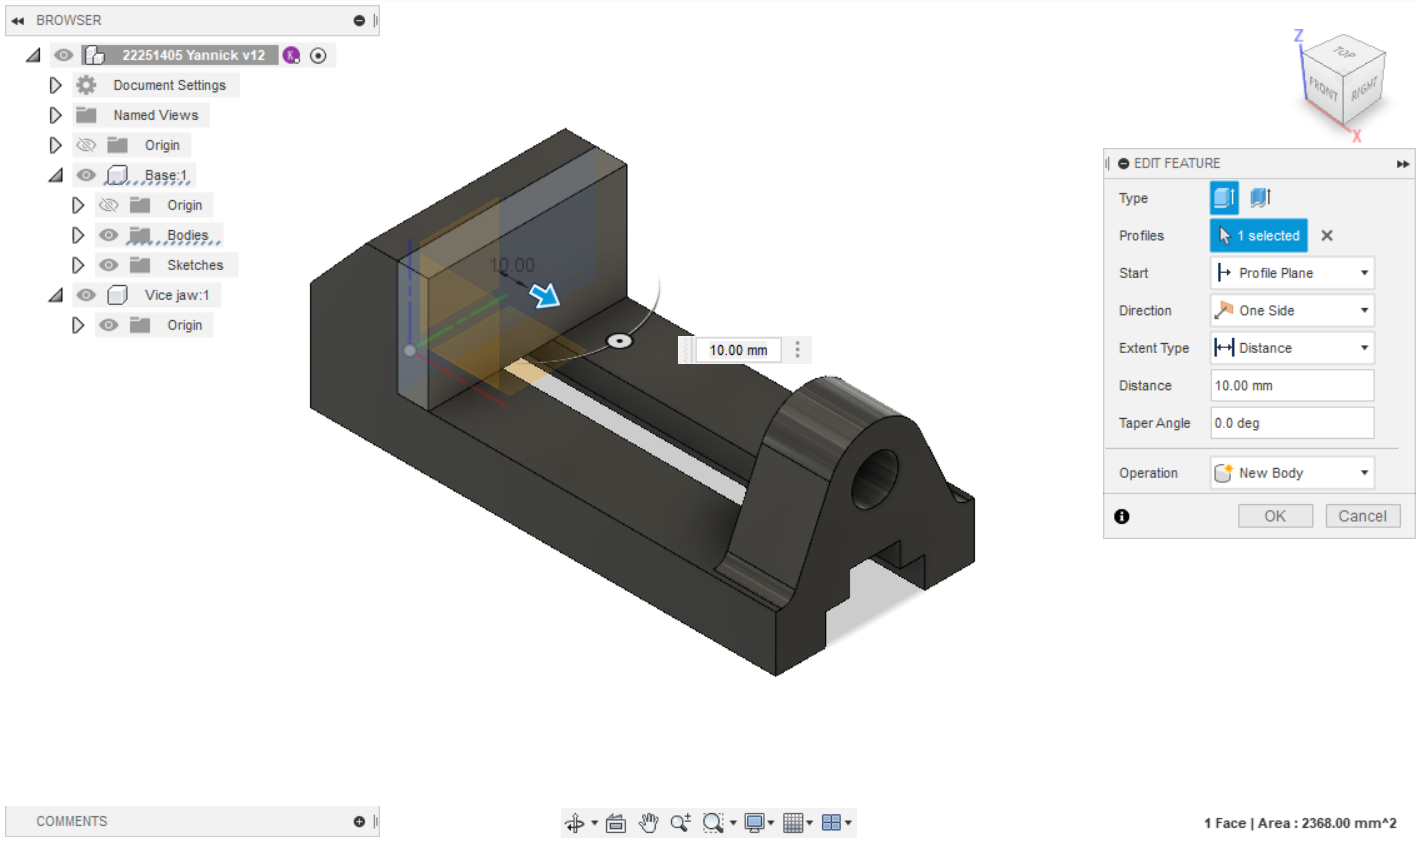 BROWSER
22251405 Yannick v12
K
Document Settings
Named Views
Origin
Base:1
Origin
Bodies
Sketches
Vice jaw:1
Origin
10.00
10.00 mm
Z
TOP
FRONT
RIGHT
X
EDIT FEATURE
Type
Profiles 1 selected
Start Profile Plane
Direction One Side
Extent Type Distance
Distance 10.00 mm
Taper Angle 0.0 deg
Operation New Body
OK Cancel
COMMENTS
1 Face | Area : 2368.00 mm^2